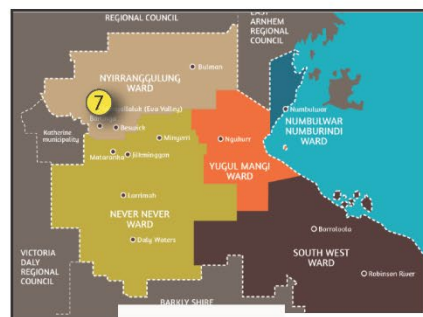 REGIONAL COUNCIL
EAST
ARNHEM
REGIONAL
COUNCIL
NYIRRANGGULUNG
WARD
Bulman
7
(Eva Valley)
Beswick
Katherine
municipality
Minyerri
Mataranka
Jilkminggan
Ngukurr
Numbulwar
NUMBULWAR
NUMBURINDI
WARD
YUGUL MANGI
WARD
Larrimah
NEVER NEVER
WARD
Daly Waters
VICTORIA
DALY
REGIONAL
COUNCIL
Borroloola
SOUTH WEST
WARD
Robinson River
BARKLY SHIRE